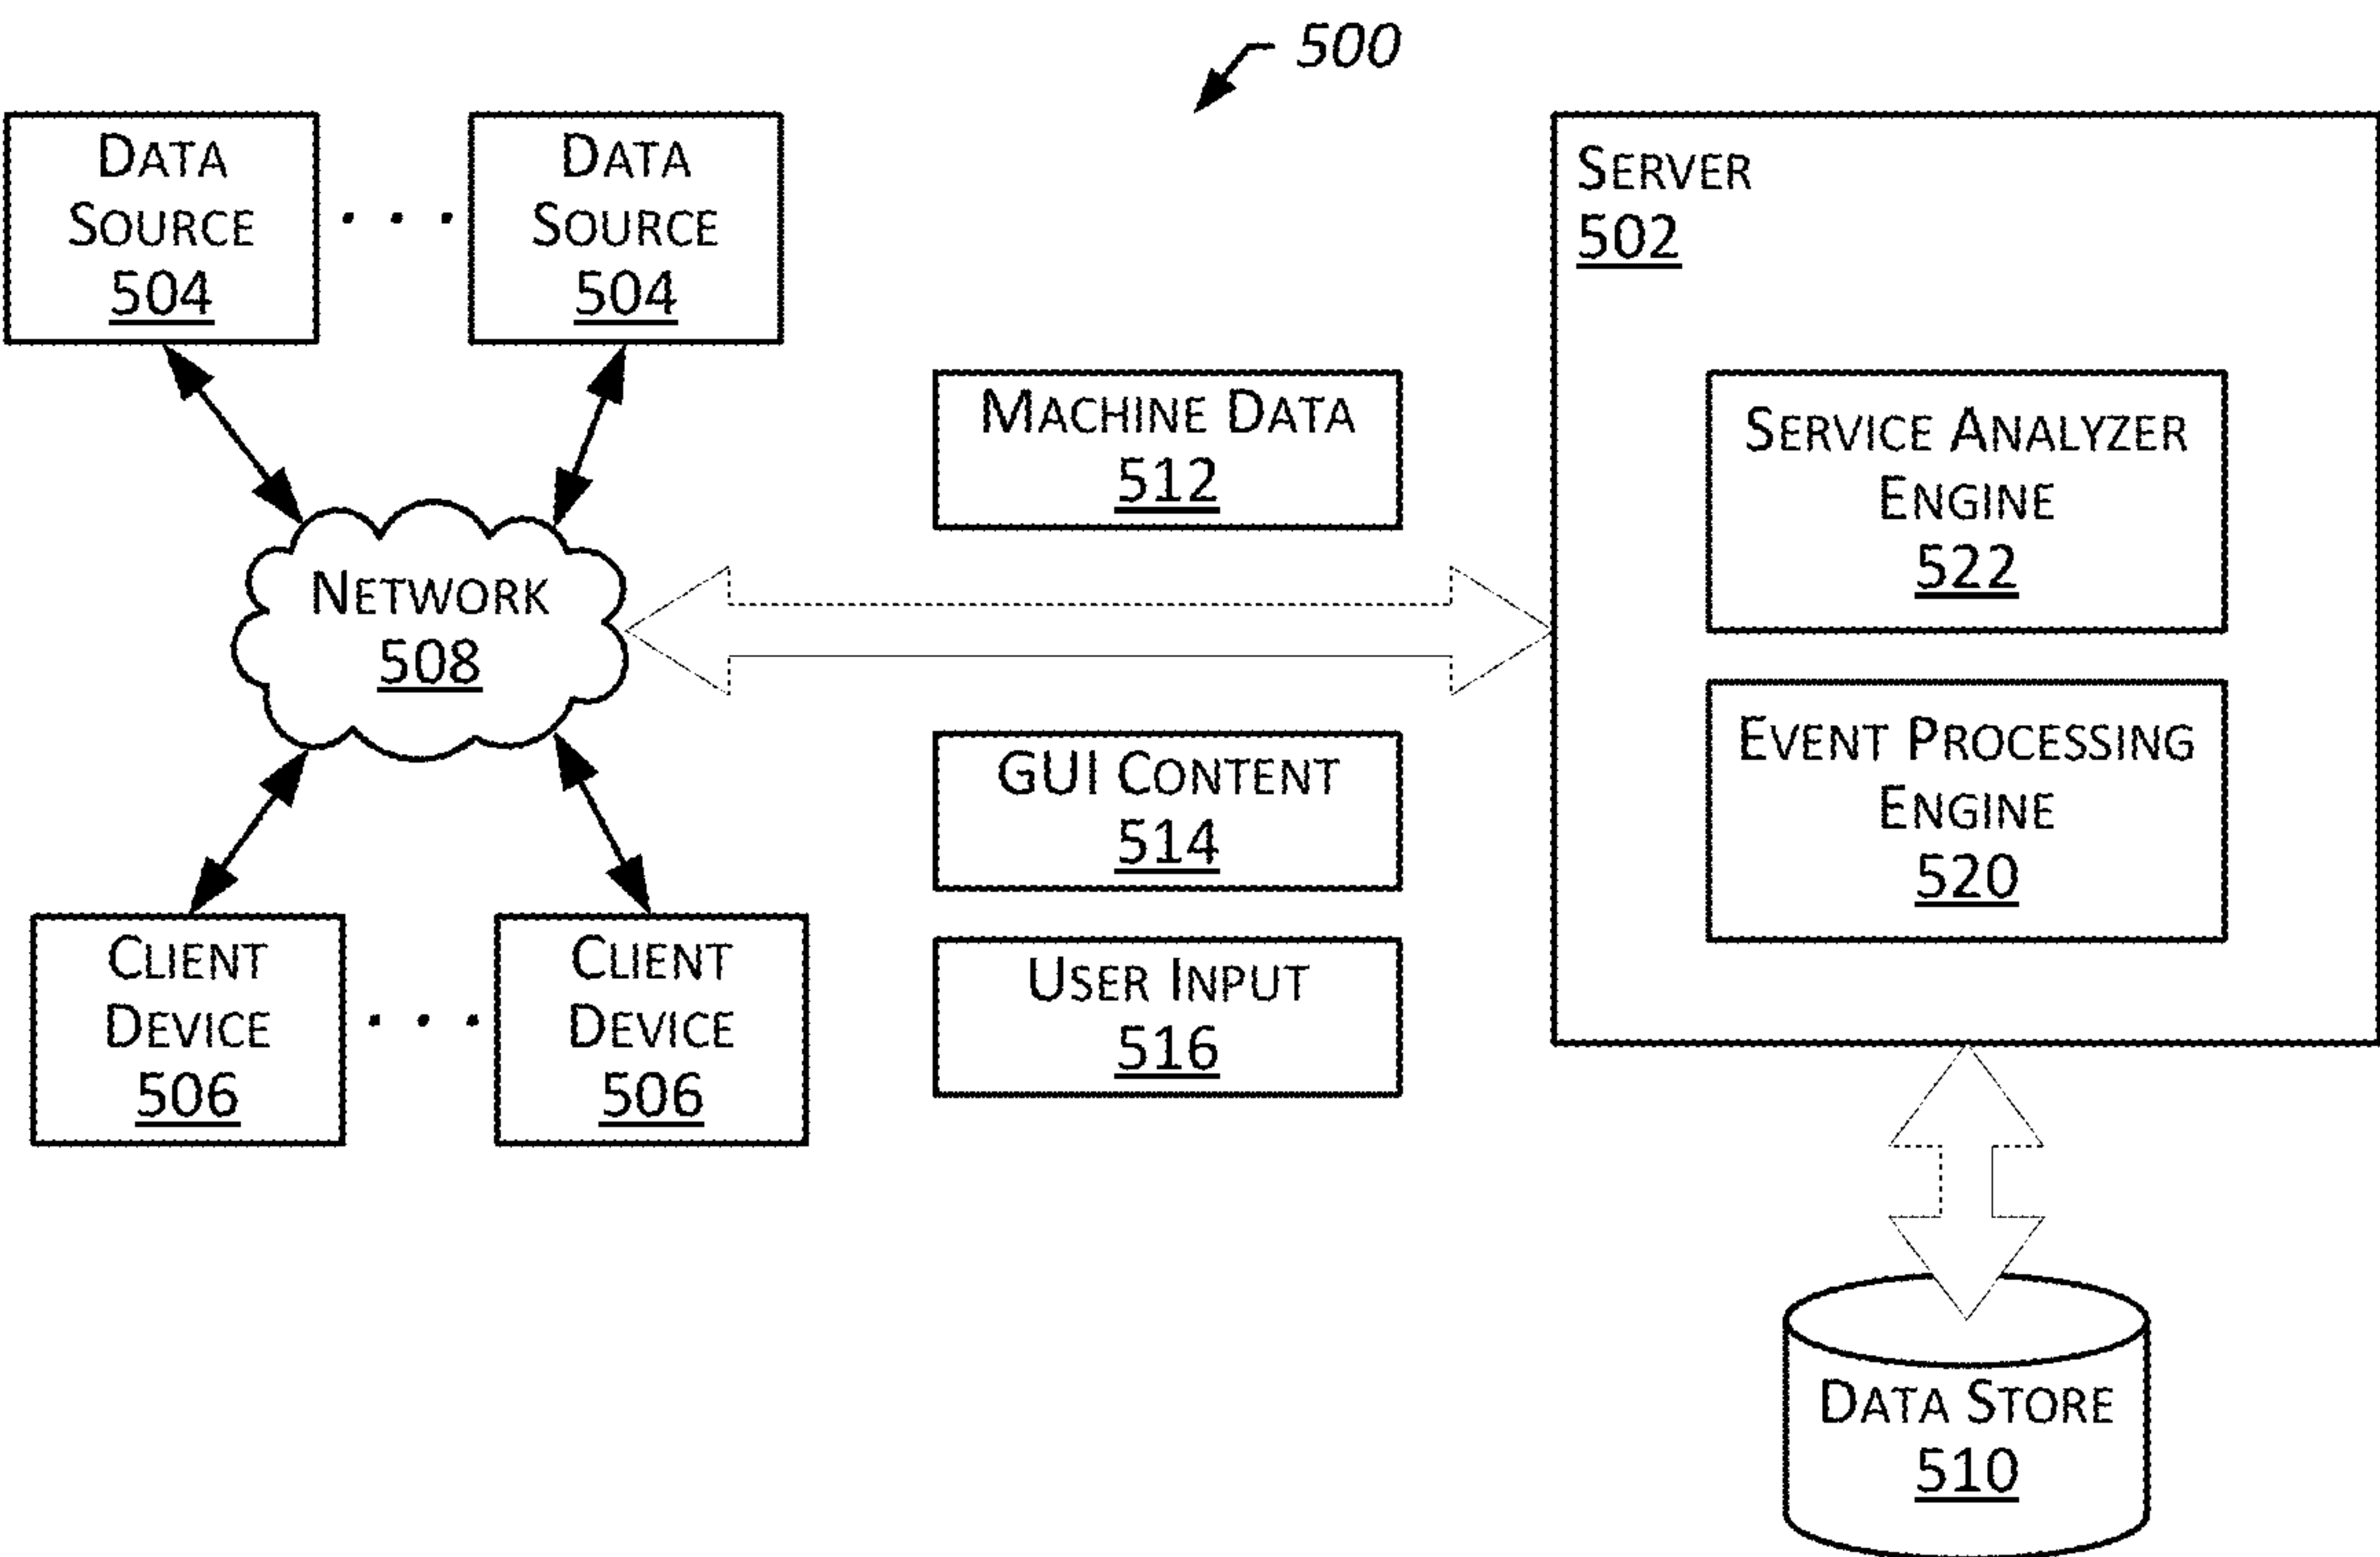 500
DATA
SOURCE
504
DATA
SOURCE
504
SERVER
502
MACHINE DATA
512
SERVICE ANALYZER
ENGINE
522
NETWORK
508
GUI CONTENT
514
EVENT PROCESSING
ENGINE
520
CLIENT
DEVICE
506
CLIENT
DEVICE
506
USER INPUT
516
DATA STORE
510